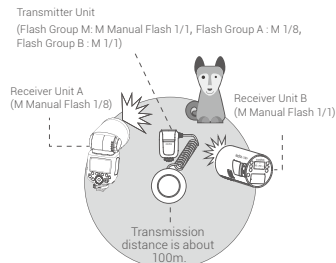 Transmitter Unit
(Flash Group M: M Manual Flash 1/1, Flash Group A : M 1/8,
Flash Group B : M 1/1)
Receiver Unit A
(M Manual Flash 1/8)
Receiver Unit B
(M Manual Flash 1/1)
Transmission
distance is about
100m.